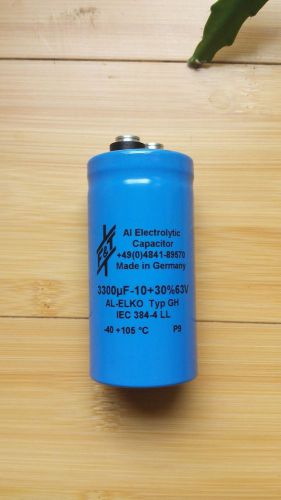 F&T
Al Electrolytic
Capacitor
+49(0)4841-89570
Made in Germany
3300µF-10+30%63V
AL-ELKO Typ GH
IEC 384-4 LL
-40 +105 °C P9